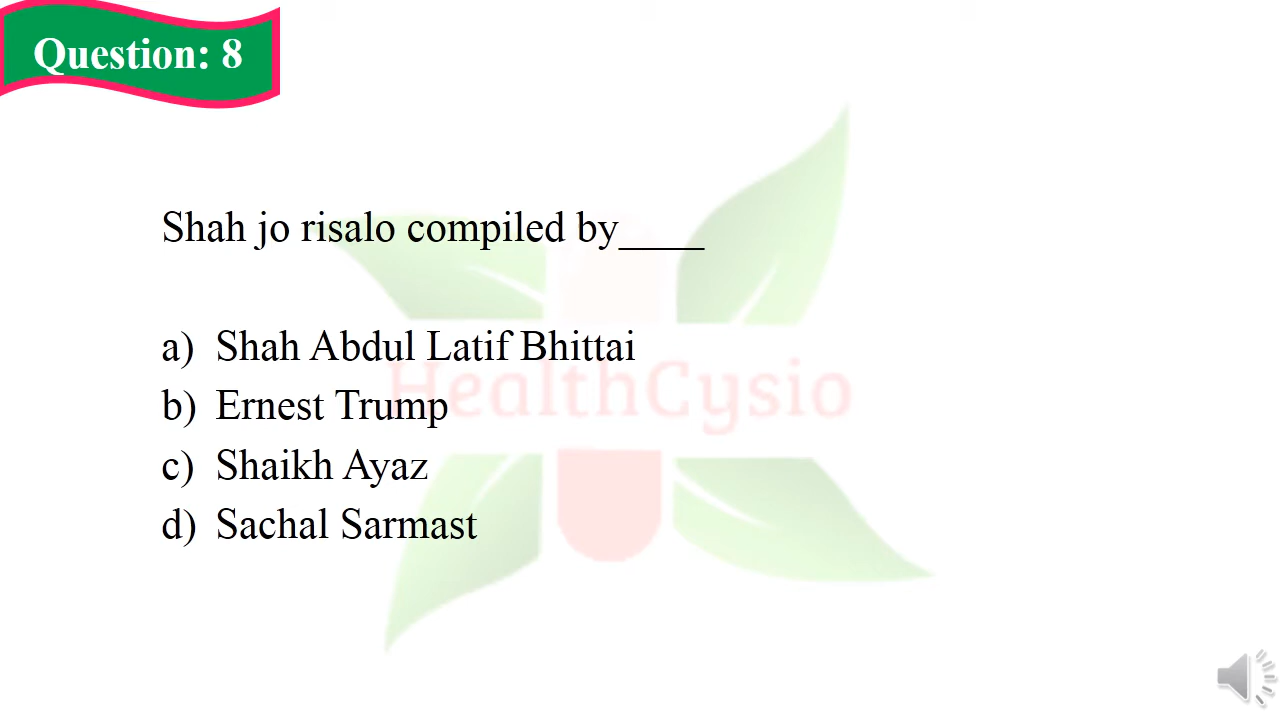 Question: 8
Shah jo risalo compiled by____
a) Shah Abdul Latif Bhittai
HealthCysio
b) Ernest Trump
c) Shaikh Ayaz
d) Sachal Sarmast